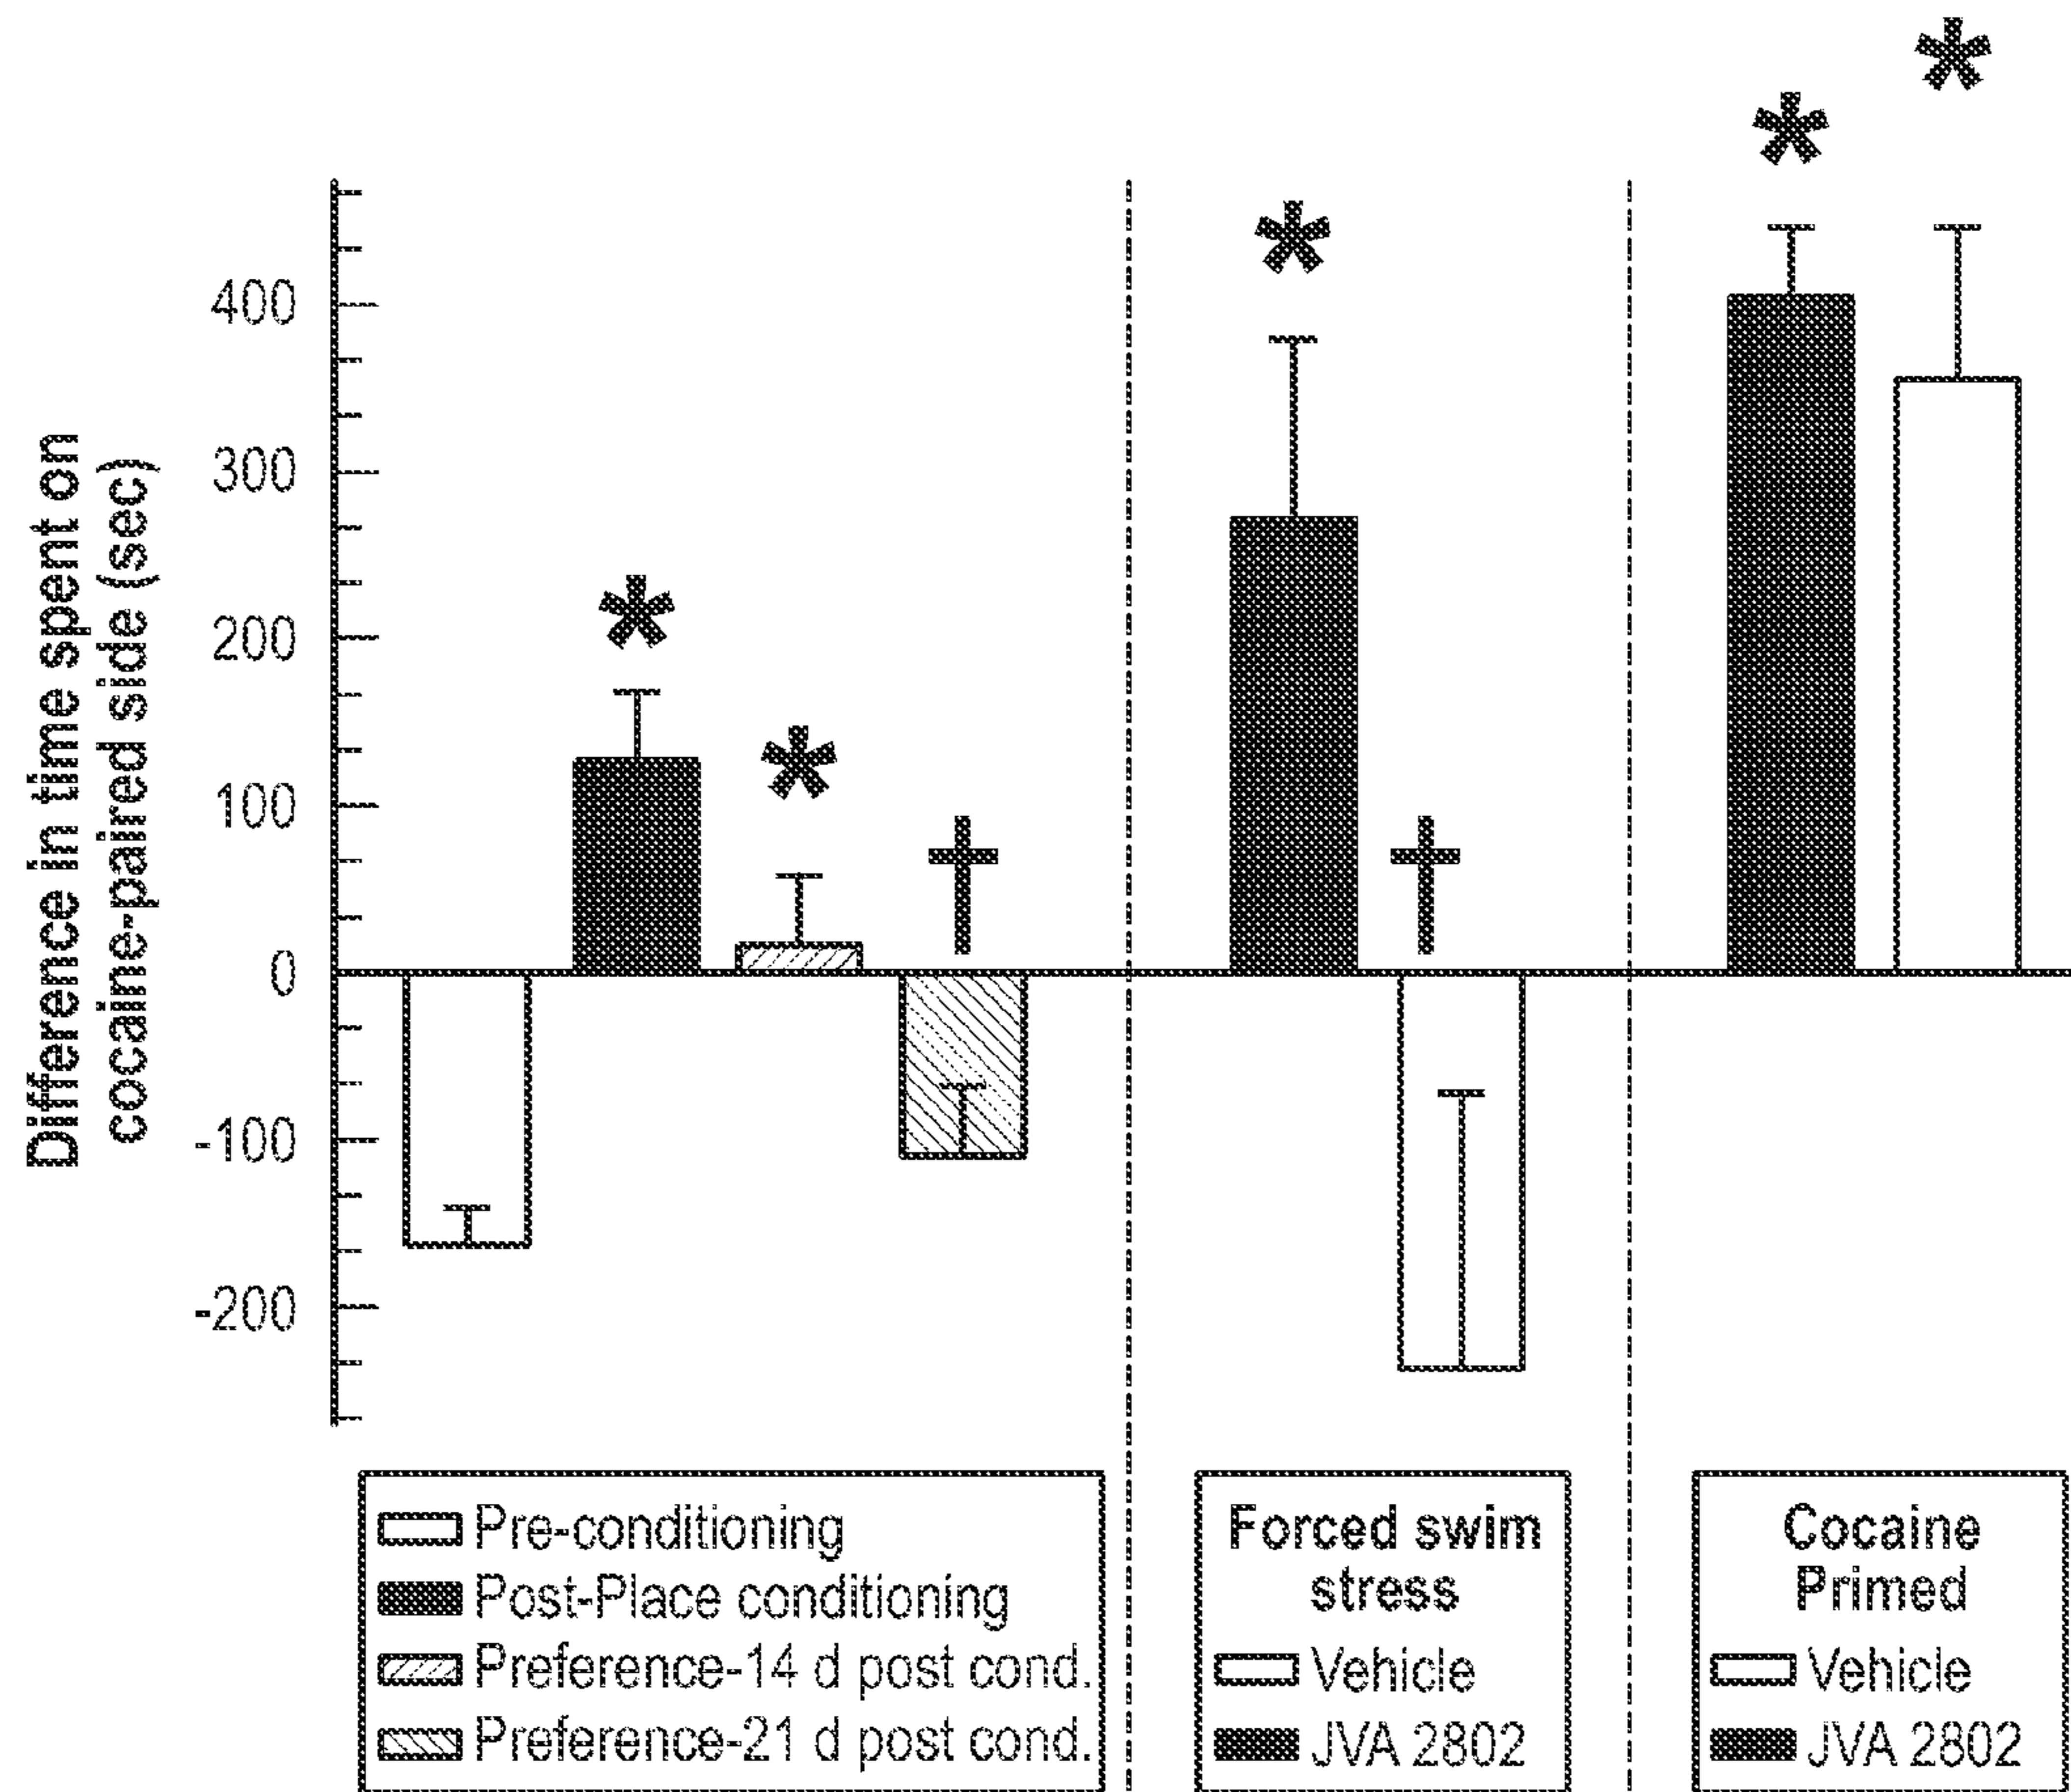 Difference in time spent on
cocaine-paired side (sec)
400
300
200
100
0
-100
-200
*
*
†
*
†
*
*
Pre-conditioning
Post-Place conditioning
Preference-14 d post cond.
Preference-21 d post cond.
Forced swim
stress
Vehicle
JVA 2802
Cocaine
Primed
Vehicle
JVA 2802